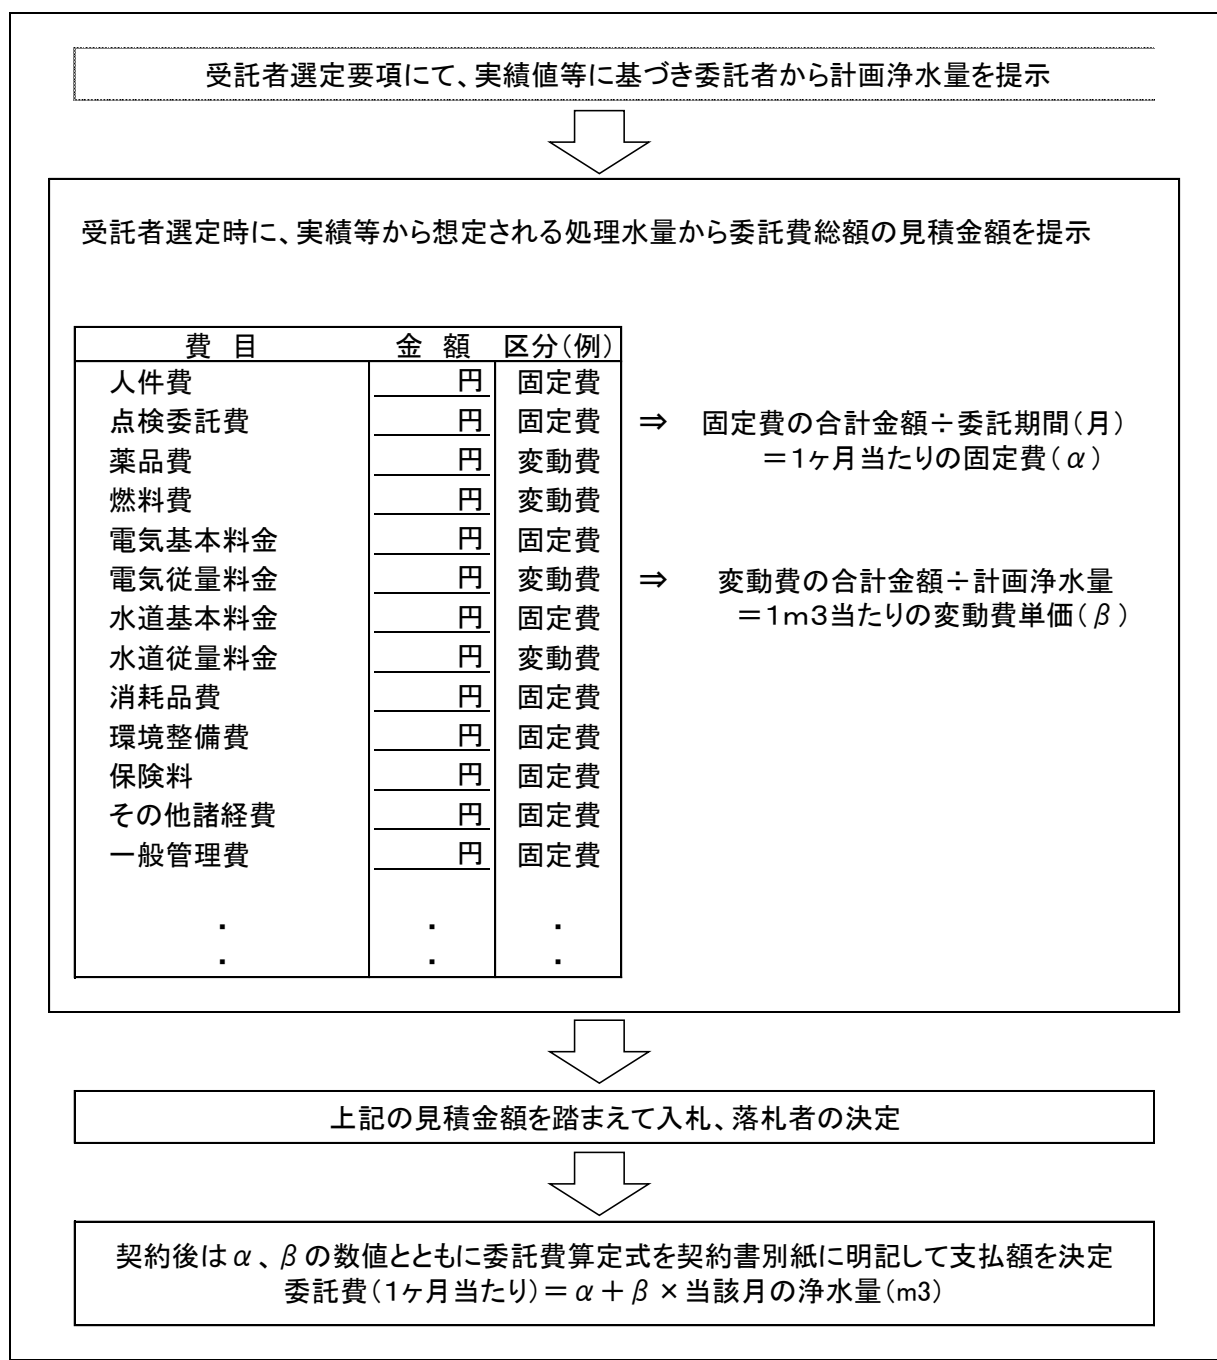 受託者選定要項にて、実績値等に基づき委託者から計画浄水量を提示
受託者選定時に、実績等から想定される処理水量から委託費総額の見積金額を提示
費 目 金 額 区分(例)
人件費 円 固定費
点検委託費 円 固定費 ⇒ 固定費の合計金額÷委託期間(月)
薬品費 円 変動費 =1ヶ月当たりの固定費(α)
燃料費 円 変動費
電気基本料金 円 固定費
電気従量料金 円 変動費 ⇒ 変動費の合計金額÷計画浄水量
水道基本料金 円 固定費 =1m3当たりの変動費単価(β)
水道従量料金 円 変動費
消耗品費 円 固定費
環境整備費 円 固定費
保険料 円 固定費
その他諸経費 円 固定費
一般管理費 円 固定費
・ ・ ・
・ ・ ・
上記の見積金額を踏まえて入札、落札者の決定
契約後はα、βの数値とともに委託費算定式を契約書別紙に明記して支払額を決定
委託費(1ヶ月当たり)=α+β×当該月の浄水量(m3)